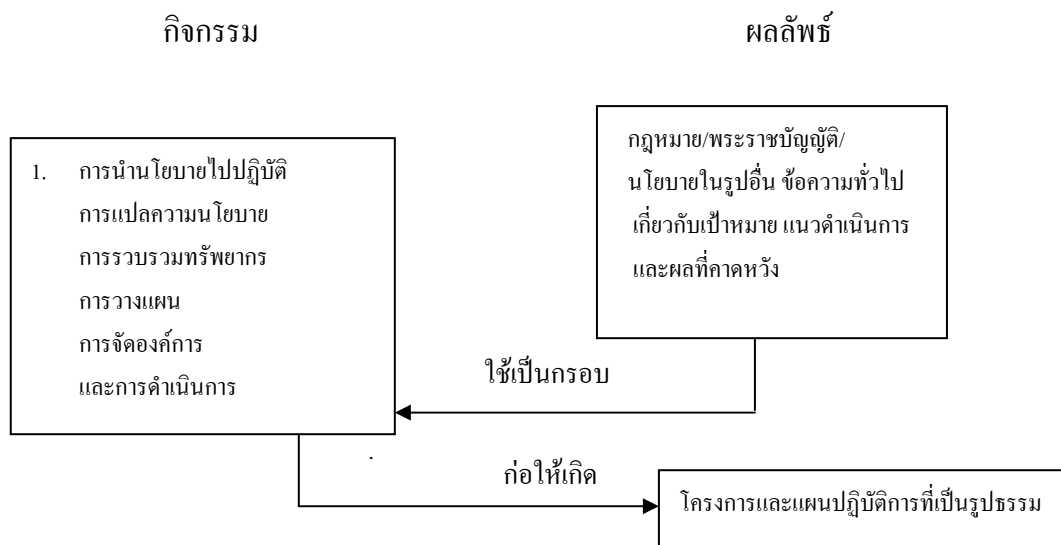 กิจกรรม
ผลลัพธ์
1. การนำนโยบายไปปฏิบัติ
การแปลความนโยบาย
การรวบรวมทรัพยากร
การวางแผน
การจัดองค์การ
และการดำเนินการ
กฎหมาย/พระราชบัญญัติ/
นโยบายในรูปอื่น ข้อความทั่วไป
เกี่ยวกับเป้าหมาย แนวดำเนินการ
และผลที่คาดหวัง
ใช้เป็นกรอบ
ก่อให้เกิด
โครงการและแผนปฏิบัติการที่เป็นรูปธรรม